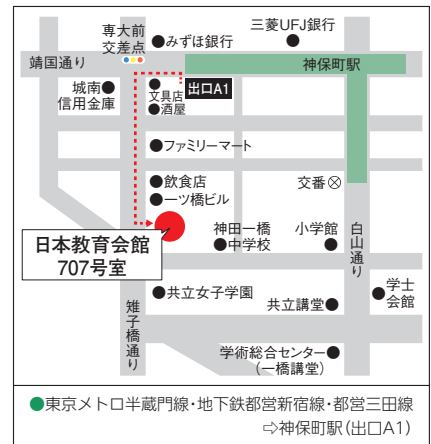 専大前
交差点
●みずほ銀行
三菱UFJ銀行
●
靖国通り
神保町駅
城南●
信用金庫
●
文具店
●酒屋
出口A1
●ファミリーマート
●飲食店
●一ツ橋ビル
交番⊗
日本教育会館
707号室
神田一橋
●中学校
小学館
●
白山通り
雉子橋通り
●共立女子学園
共立講堂●
●学士
会館
学術総合センター●
(一橋講堂)
●東京メトロ半蔵門線・地下鉄都営新宿線・都営三田線
⇨神保町駅(出口A1)